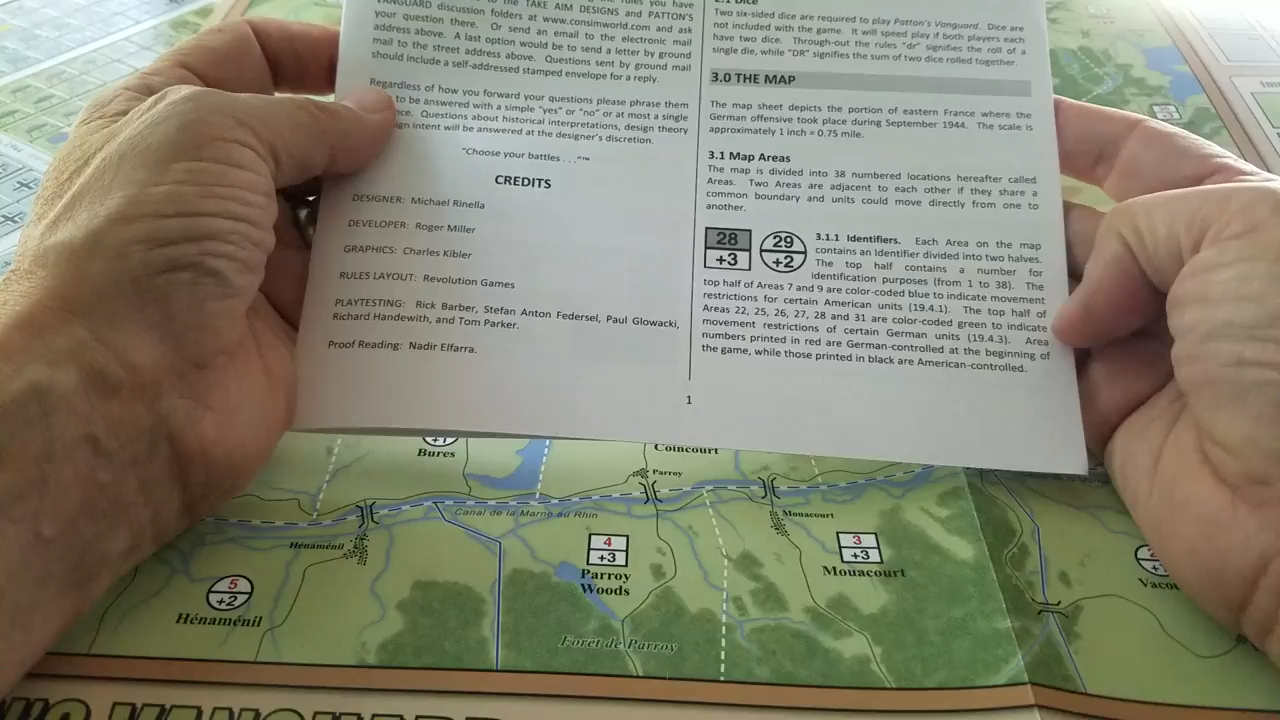 the rules you have
VANGUARD discussion folders at www.consimworld.com and ask
your question there. Or send an email to the electronic mail
address above. A last option would be to send a letter by ground
mail to the street address above. Questions sent by ground mail
should include a self-addressed stamped envelope for a reply.
Regardless of how you forward your questions please phrase them
to be answered with a simple "yes" or "no" or at most a single
Questions about historical interpretations, design theory
intent will be answered at the designer's discretion.
"Choose your battles . . ."™
CREDITS
DESIGNER: Michael Rinella
DEVELOPER: Roger Miller
GRAPHICS: Charles Kibler
RULES LAYOUT: Revolution Games
PLAYTESTING: Rick Barber, Stefan Anton Federsel, Paul Glowacki,
Richard Handewith, and Tom Parker.
Proof Reading: Nadir Elfarra.
2.1 Dice
Two six-sided dice are required to play Patton's Vanguard. Dice are
not included with the game. It will speed play if both players each
have two dice. Through-out the rules "dr" signifies the roll of a
single die, while "DR" signifies the sum of two dice rolled together.
3.0 THE MAP
The map sheet depicts the portion of eastern France where the
German offensive took place during September 1944. The scale is
approximately 1 inch = 0.75 mile.
3.1 Map Areas
The map is divided into 38 numbered locations hereafter called
Areas. Two Areas are adjacent to each other if they share a
common boundary and units could move directly from one to
another.
28
+3
29
+2
3.1.1 Identifiers. Each Area on the map
contains an Identifier divided into two halves.
The top half contains a number for
identification purposes (from 1 to 38). The
top half of Areas 7 and 9 are color-coded blue to indicate movement
restrictions for certain American units (19.4.1). The top half of
Areas 22, 25, 26, 27, 28 and 31 are color-coded green to indicate
movement restrictions of certain German units (19.4.3). Area
numbers printed in red are German-controlled at the beginning of
the game, while those printed in black are American-controlled.
1
+1
Bures
Coincourt
Parroy
Canal de la Marne au Rhin
Mouacourt
Hénaménil
4
+3
Parroy
Woods
3
+3
Mouacourt
5
+2
Hénaménil
Forêt de Parroy
VANGUARD